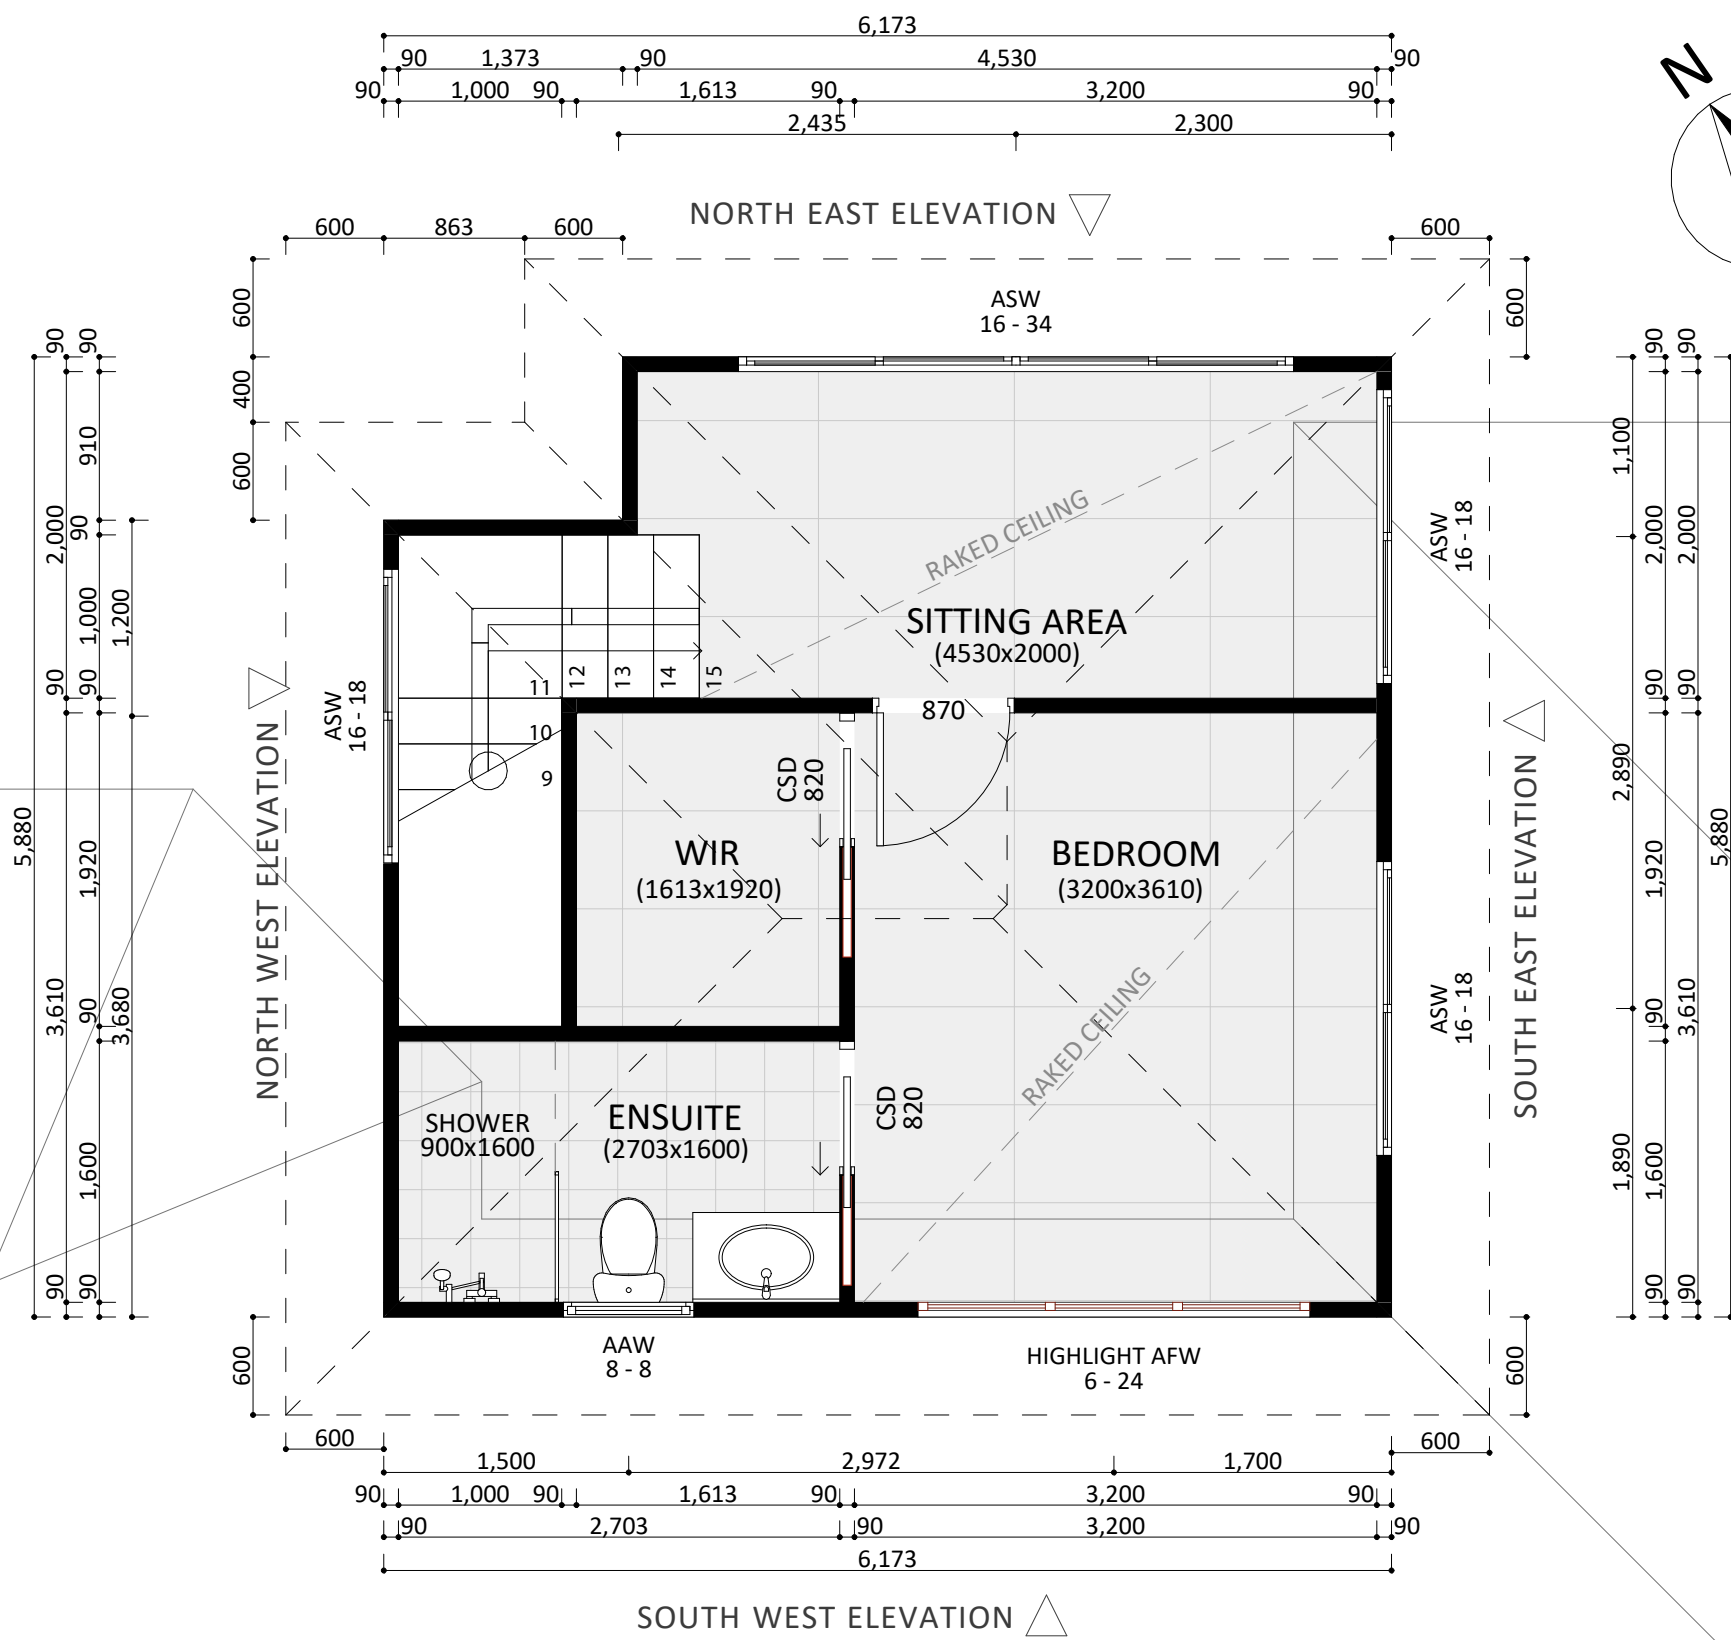 6,173
90 1,373 90 4,530 90
90 1,000 90 1,613 90 3,200 90
2,435 2,300
N
NORTH EAST ELEVATION
600 863 600 600
600
400
600
600
ASW
16 - 34
5,880
90
2,000
90
3,610
90
90
910
90
1,000
90
1,920
90
1,600
90
1,200
3,680
1,100
2,890
1,890
90
2,000
90
1,920
90
1,600
90
90
2,000
90
3,610
90
5,880
RAKED CEILING
SITTING AREA
(4530x2000)
ASW
16 - 18
ASW
16 - 18
NORTH WEST ELEVATION
SOUTH EAST ELEVATION
11 12 13 14 15
10
9
870
CSD
820
WIR
(1613x1920)
BEDROOM
(3200x3610)
RAKED CEILING
ASW
16 - 18
SHOWER
900x1600
ENSUITE
(2703x1600)
CSD
820
AAW
8 - 8
HIGHLIGHT AFW
6 - 24
600
600
600 600
1,500 2,972 1,700
90 1,000 90 1,613 90 3,200 90
90 2,703 90 3,200 90
6,173
SOUTH WEST ELEVATION